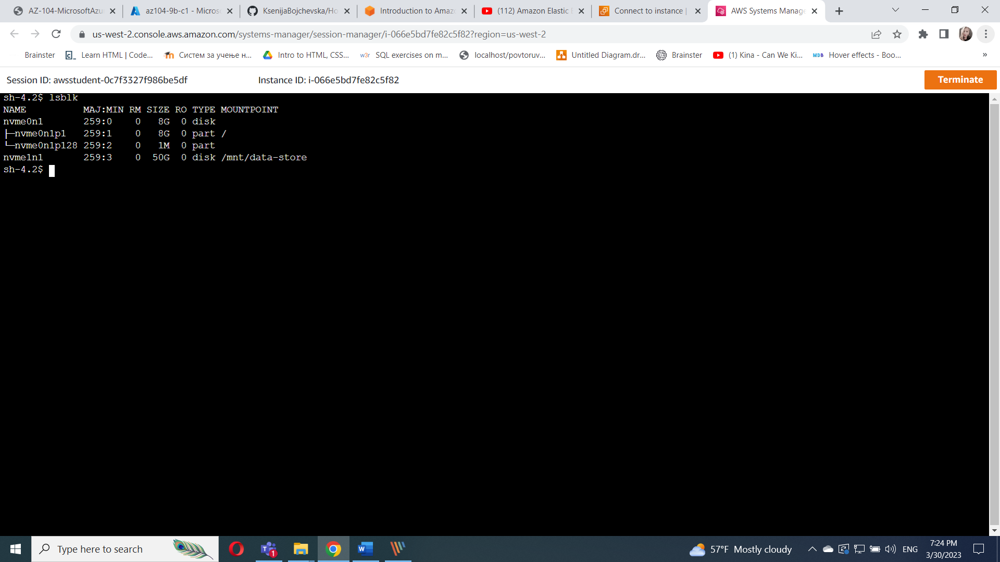 AZ-104-MicrosoftAzu
az104-9b-c1 - Micros
KsenijaBojchevska/Ho
Introduction to Amaz
(112) Amazon Elastic
Connect to instance |
AWS Systems Manage
us-west-2.console.aws.amazon.com/systems-manager/session-manager/i-066e5bd7fe82c5f82?region=us-west-2
Brainster
Learn HTML | Code...
Систем за учење н...
Intro to HTML, CSS...
w3r SQL exercises on m...
localhost/povtoruv...
Untitled Diagram.dr...
Brainster
(1) Kina - Can We Ki...
MDB Hover effects - Boo...
»
Session ID: awsstudent-0c7f3327f986be5df
Instance ID: i-066e5bd7fe82c5f82
Terminate
sh-4.2$ lsblk
NAME MAJ:MIN RM SIZE RO TYPE MOUNTPOINT
nvme0n1 259:0 0 8G 0 disk
├─nvme0n1p1 259:1 0 8G 0 part /
└─nvme0n1p128 259:2 0 1M 0 part
nvme1n1 259:3 0 50G 0 disk /mnt/data-store
sh-4.2$
Type here to search
1
57°F Mostly cloudy
ENG
7:24 PM
3/30/2023